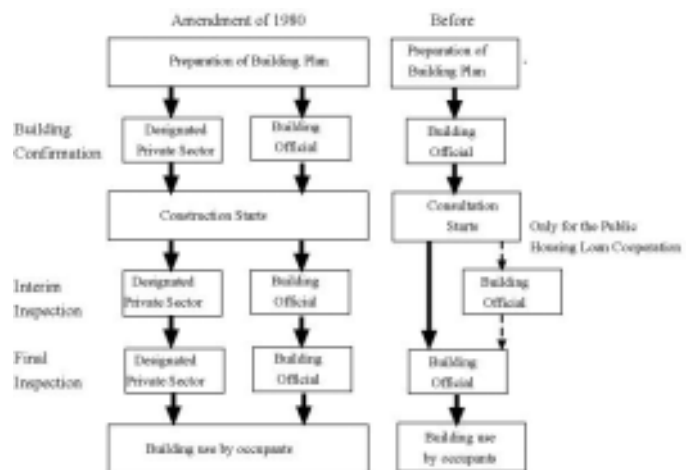 Amendment of 1980
Before
Preparation of Building Plan
Preparation of
Building Plan
Building
Confirmation
Designated
Private Sector
Building
Official
Building
Official
Construction Starts
Consultation
Starts
Only for the Public
Housing Loan Cooperation
Interim
Inspection
Designated
Private Sector
Building
Official
Building
Official
Final
Inspection
Designated
Private Sector
Building
Official
Building
Official
Building use by occupants
Building use
by occupants